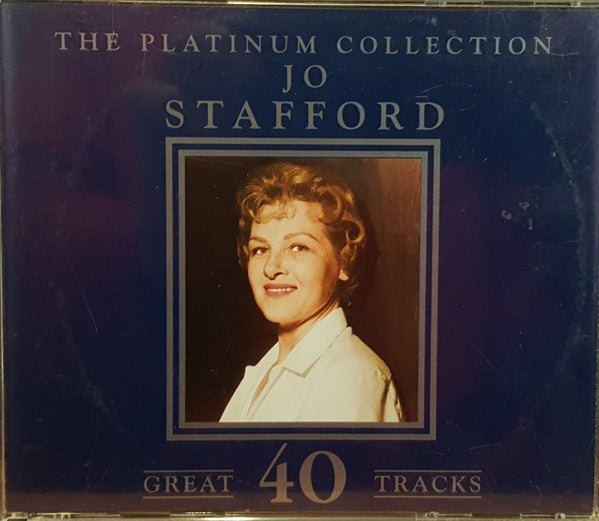 THE PLATINUM COLLECTION
JO
STAFFORD
GREAT 40 TRACKS